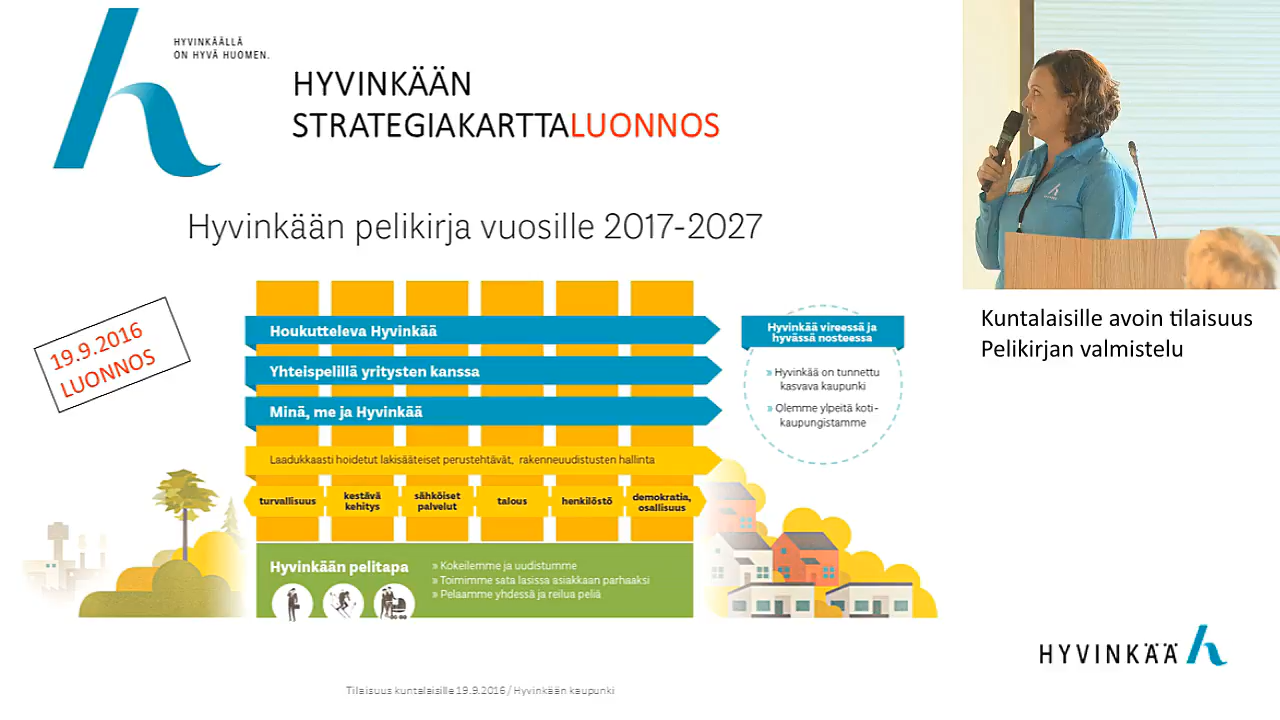 HYVINKÄÄLLÄ
ON HYVÄ HUOMEN.
HYVINKÄÄN
STRATEGIAKARTTALUONNOS
Hyvinkään pelikirja vuosille 2017-2027
19.9.2016
LUONNOS
Houkutteleva Hyvinkää
Yhteispelillä yritysten kanssa
Minä, me ja Hyvinkää
Laadukkaasti hoidetut lakisääteiset perustehtävät, rakenneuudistusten hallinta
turvallisuus
kestävä
kehitys
sähköiset
palvelut
talous
henkilöstö
demokratia,
osallisuus
Hyvinkään pelitapa
» Kokeilemme ja uudistumme
» Toimimme sata lasissa asiakkaan parhaaksi
» Pelaamme yhdessä ja reilua peliä
Hyvinkää vireessä ja
hyvässä nosteessa
» Hyvinkää on tunnettu
kasvava kaupunki
» Olemme ylpeitä koti-
kaupungistamme
Kuntalaisille avoin tilaisuus
Pelikirjan valmistelu
HYVINKÄÄ
Tilaisuus kuntalaisille 19.9.2016 / Hyvinkään kaupunki